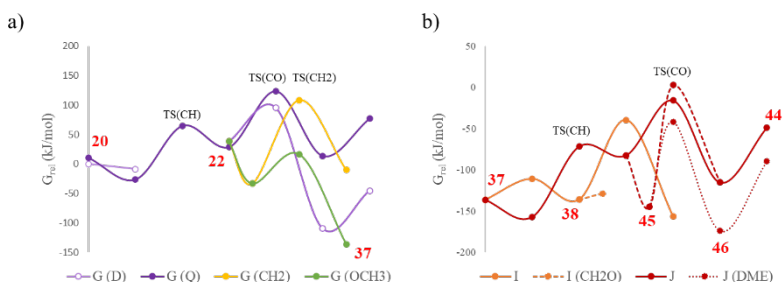 a)
200
150
100
50
0
-50
-100
-150
G_rel (kJ/mol)
TS(CH)
TS(CO)
TS(CH2)
20
22
37
G (D)
G (Q)
G (CH2)
G (OCH3)
b)
50
0
-50
-100
-150
-200
G_rel (kJ/mol)
TS(CO)
TS(CH)
37
38
45
46
44
I
I (CH2O)
J
J (DME)